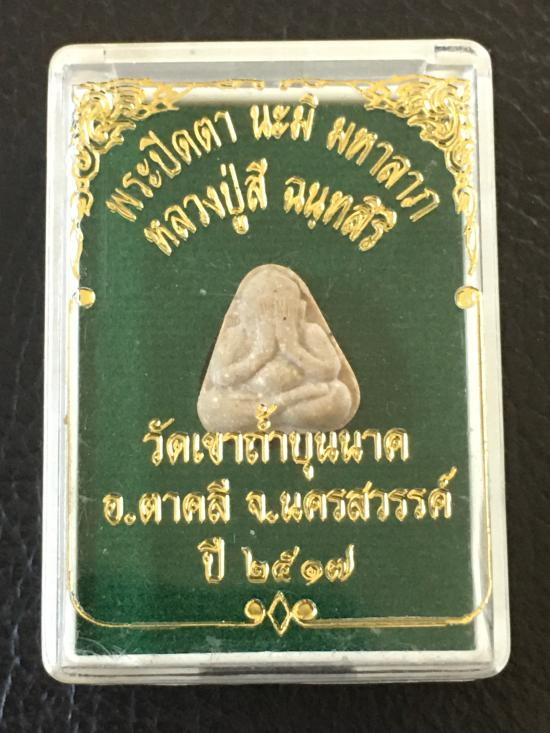 พระปิดตา นะมิ มหาลาภ
หลวงปู่สี ฉนฺทสิริ
วัดเขาถ้ำบุนนาค
อ.ตาคลี จ.นครสวรรค์
ปี ๒๕๑๗